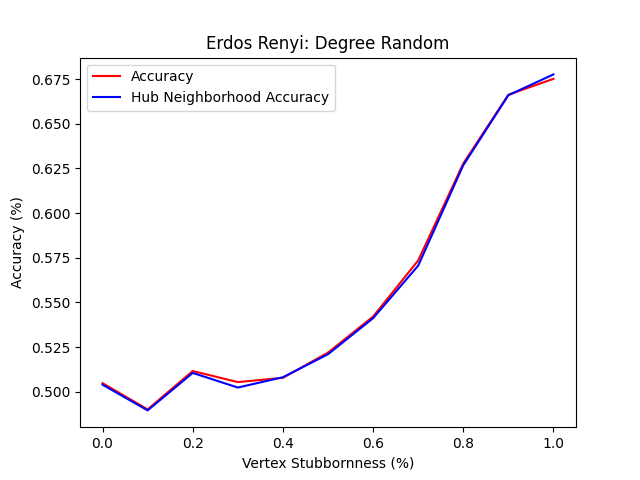 Erdos Renyi: Degree Random
Accuracy
Hub Neighborhood Accuracy
Accuracy (%)
0.675
0.650
0.625
0.600
0.575
0.550
0.525
0.500
0.0 0.2 0.4 0.6 0.8 1.0
Vertex Stubbornness (%)